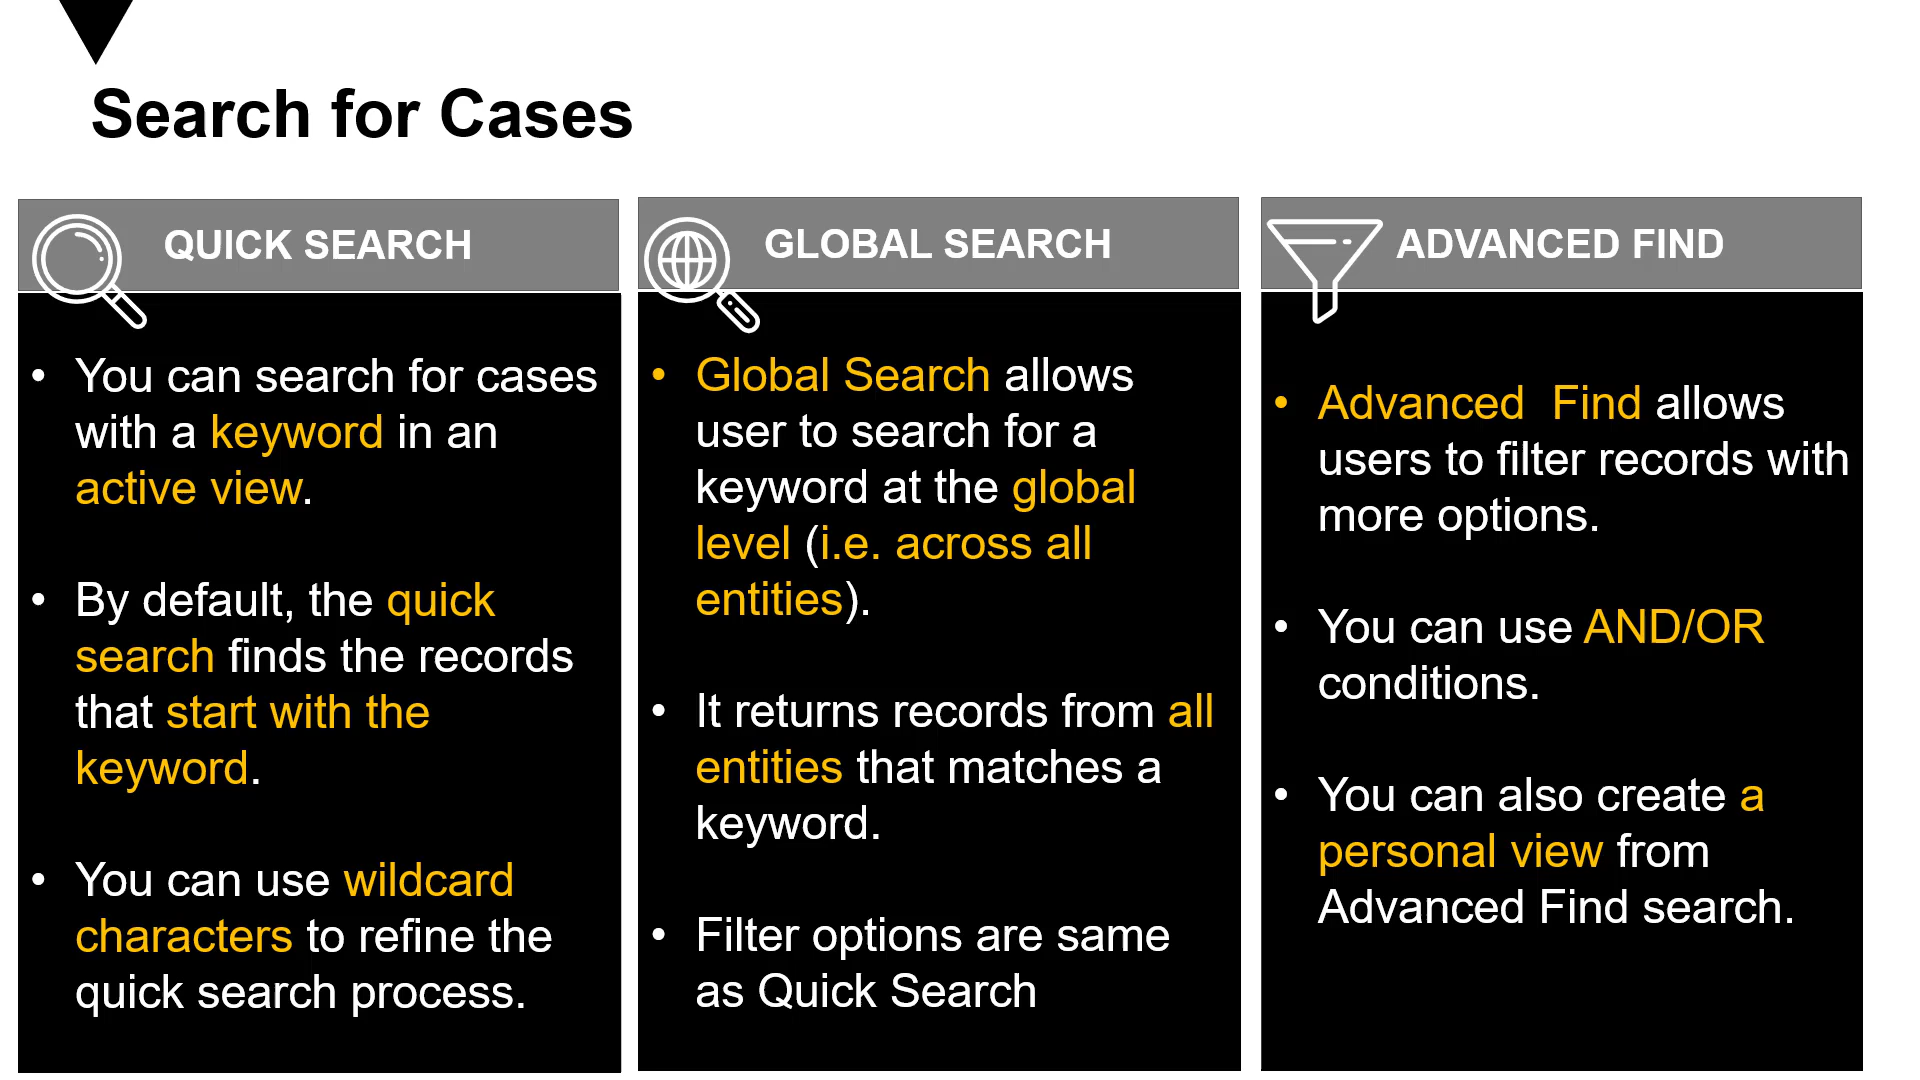 Search for Cases
QUICK SEARCH
• You can search for cases
with a keyword in an
active view.
• By default, the quick
search finds the records
that start with the
keyword.
• You can use wildcard
characters to refine the
quick search process.
GLOBAL SEARCH
• Global Search allows
user to search for a
keyword at the global
level (i.e. across all
entities).
• It returns records from all
entities that matches a
keyword.
• Filter options are same
as Quick Search
ADVANCED FIND
• Advanced  Find allows
users to filter records with
more options.
• You can use AND/OR
conditions.
• You can also create a
personal view from
Advanced Find search.